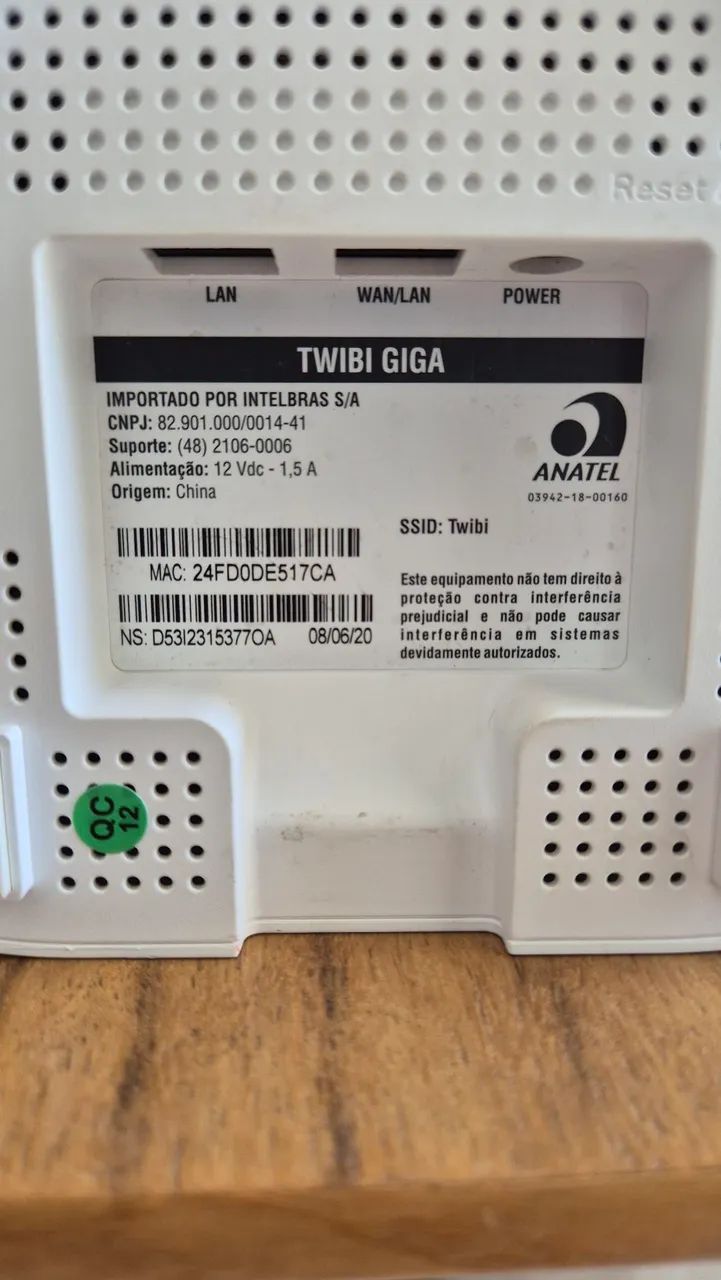 Reset
LAN WAN/LAN POWER
TWIBI GIGA
IMPORTADO POR INTELBRAS S/A
CNPJ: 82.901.000/0014-41
Suporte: (48) 2106-0006
Alimentação: 12 Vdc - 1,5 A
Origem: China
ANATEL
03942-18-00160
SSID: Twibi
MAC: 24FD0DE517CA
NS: D53I2315377OA 08/06/20
Este equipamento não tem direito à
proteção contra interferência
prejudicial e não pode causar
interferência em sistemas
devidamente autorizados.
QC
12